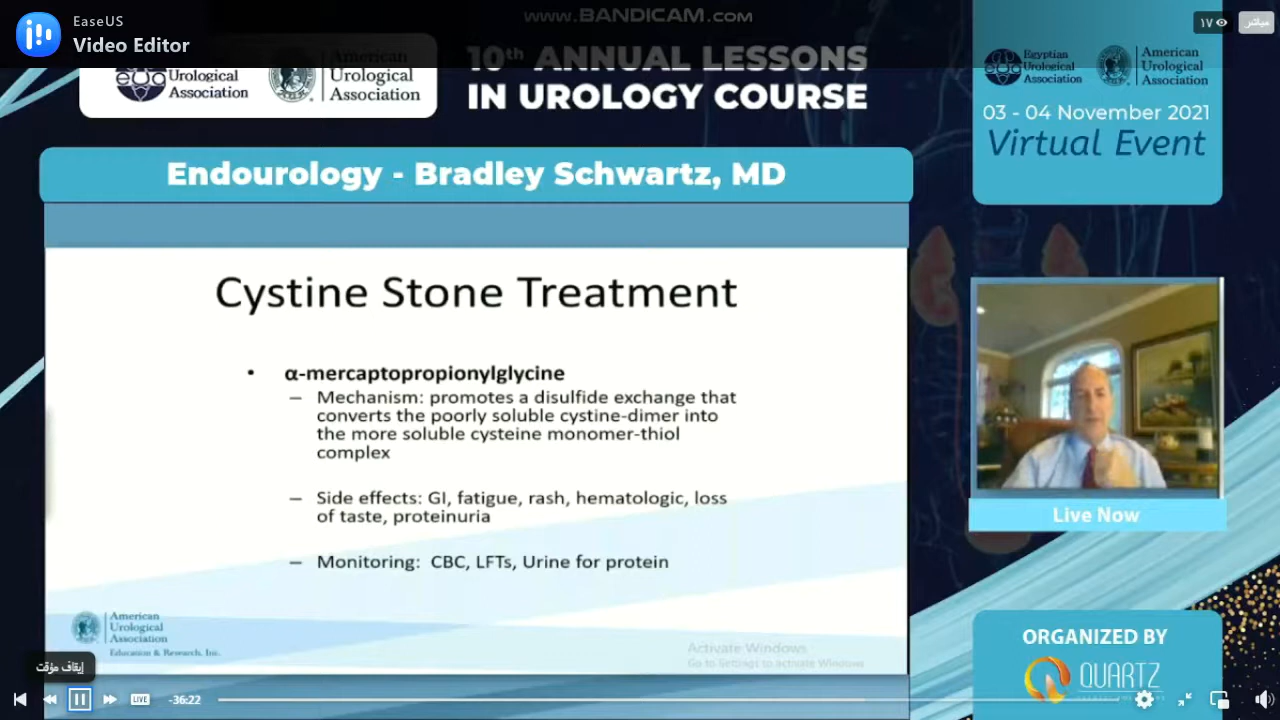 www.BANDICAM.com
EaseUS
Video Editor
١٧
مباشر
Urological
Association
American
Urological
Association
10th ANNUAL LESSONS
IN UROLOGY COURSE
Egyptian
Urological
Association
American
Urological
Association
03 - 04 November 2021
Virtual Event
Endourology - Bradley Schwartz, MD
Cystine Stone Treatment
• α-mercaptopropionylglycine
– Mechanism: promotes a disulfide exchange that
converts the poorly soluble cystine-dimer into
the more soluble cysteine monomer-thiol
complex
– Side effects: GI, fatigue, rash, hematologic, loss
of taste, proteinuria
– Monitoring: CBC, LFTs, Urine for protein
American
Urological
Association
Education & Research, Inc.
Activate Windows
Go to Settings to activate Windows
Live Now
ORGANIZED BY
QUARTZ
إيقاف مؤقت
LIVE
-36:22